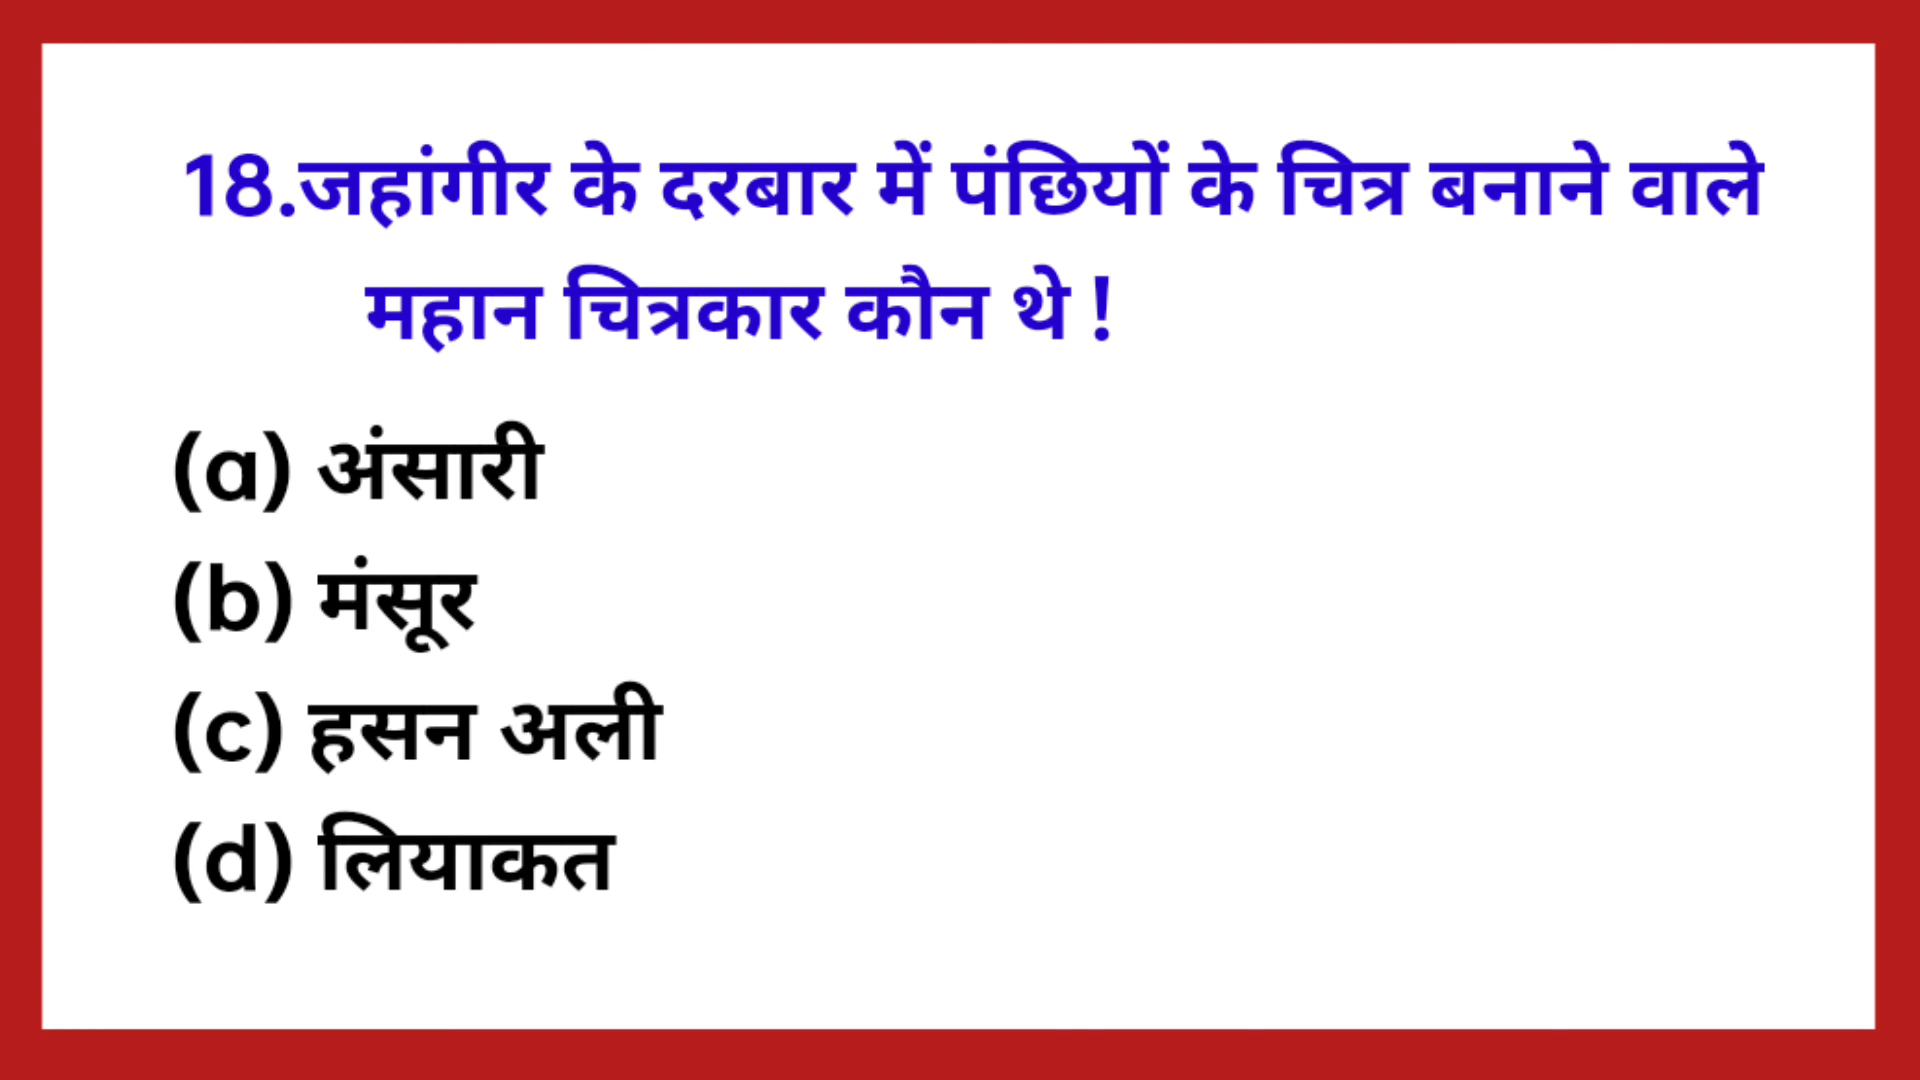 18.जहांगीर के दरबार में पंछियों के चित्र बनाने वाले
महान चित्रकार कौन थे !
(a) अंसारी
(b) मंसूर
(c) हसन अली
(d) लियाकत